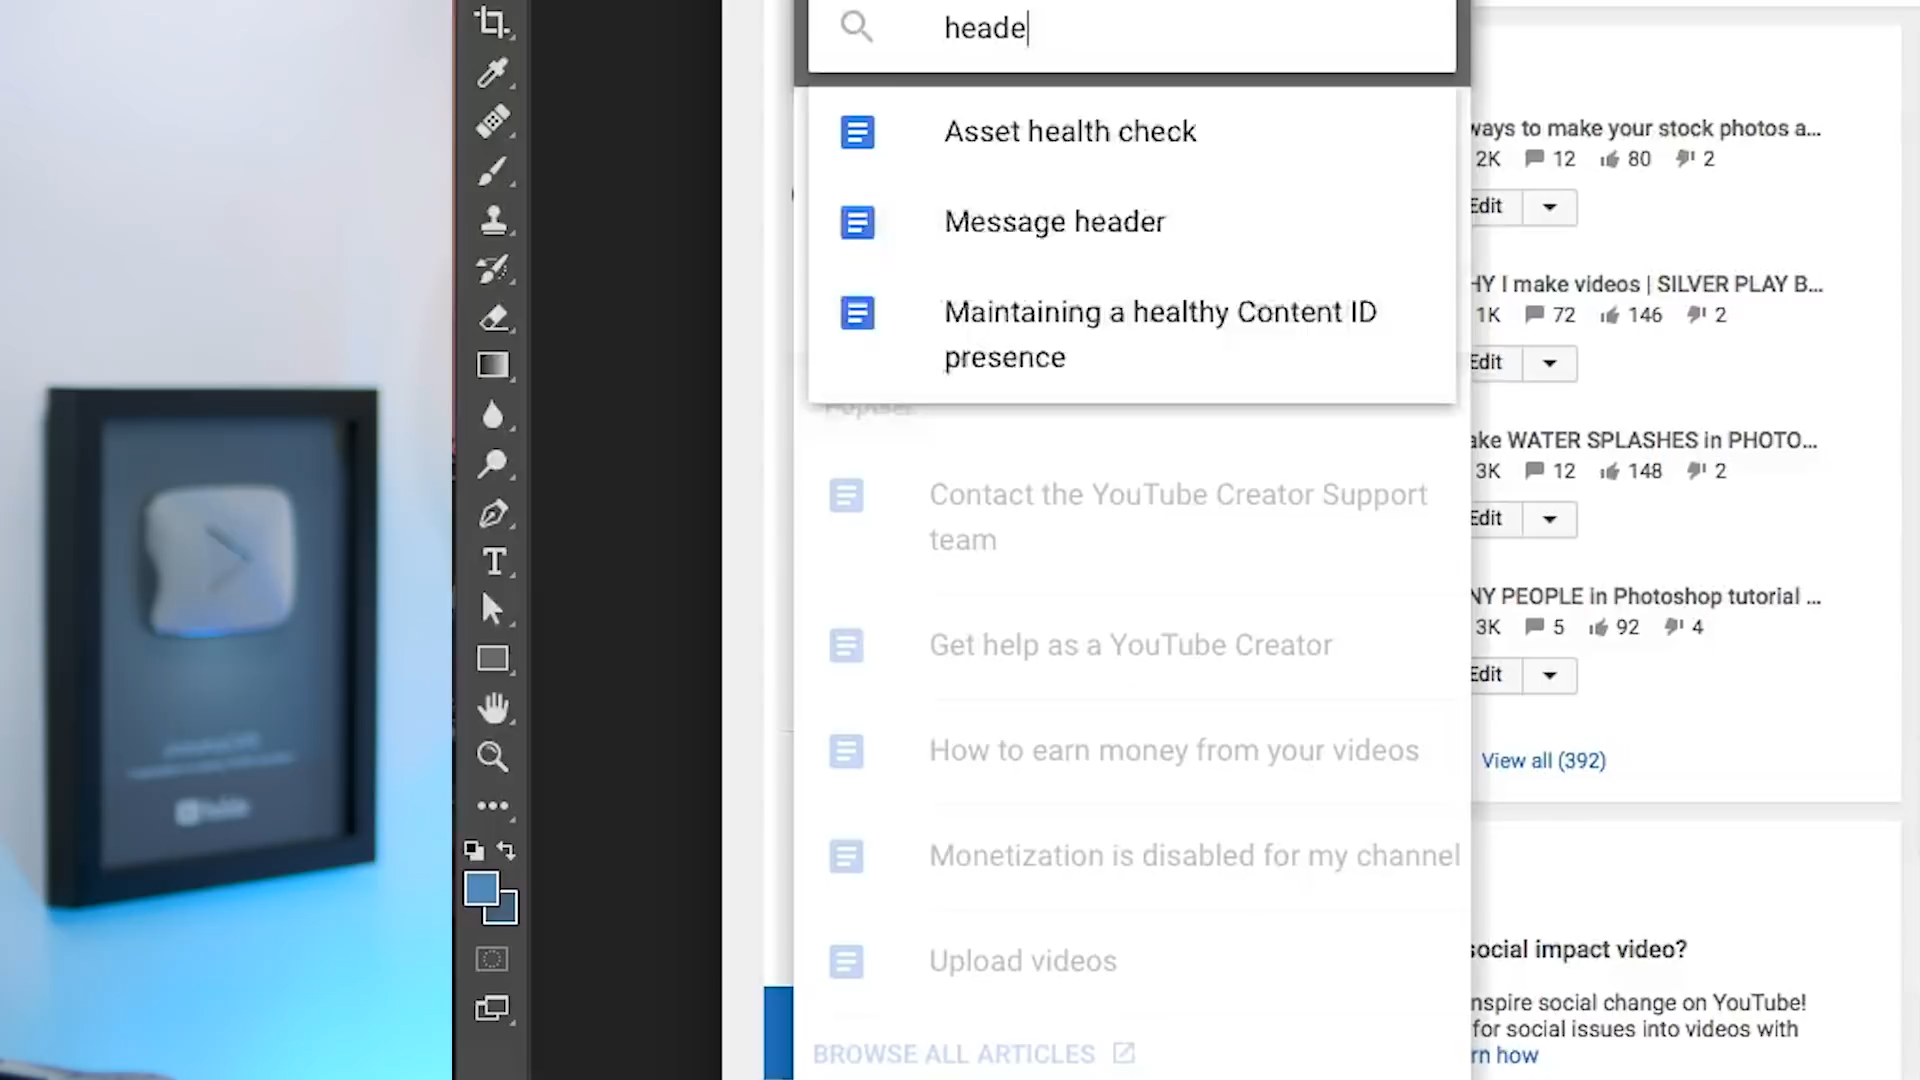 heade
Asset health check
Message header
Maintaining a healthy Content ID
presence
Contact the YouTube Creator Support
team
Get help as a YouTube Creator
How to earn money from your videos
Monetization is disabled for my channel
Upload videos
BROWSE ALL ARTICLES
ways to make your stock photos a...
2K 12 80 2
Edit
HY I make videos | SILVER PLAY B...
1K 72 146 2
Edit
ake WATER SPLASHES in PHOTO...
3K 12 148 2
Edit
NY PEOPLE in Photoshop tutorial ...
3K 5 92 4
Edit
View all (392)
social impact video?
nspire social change on YouTube!
for social issues into videos with
rn how